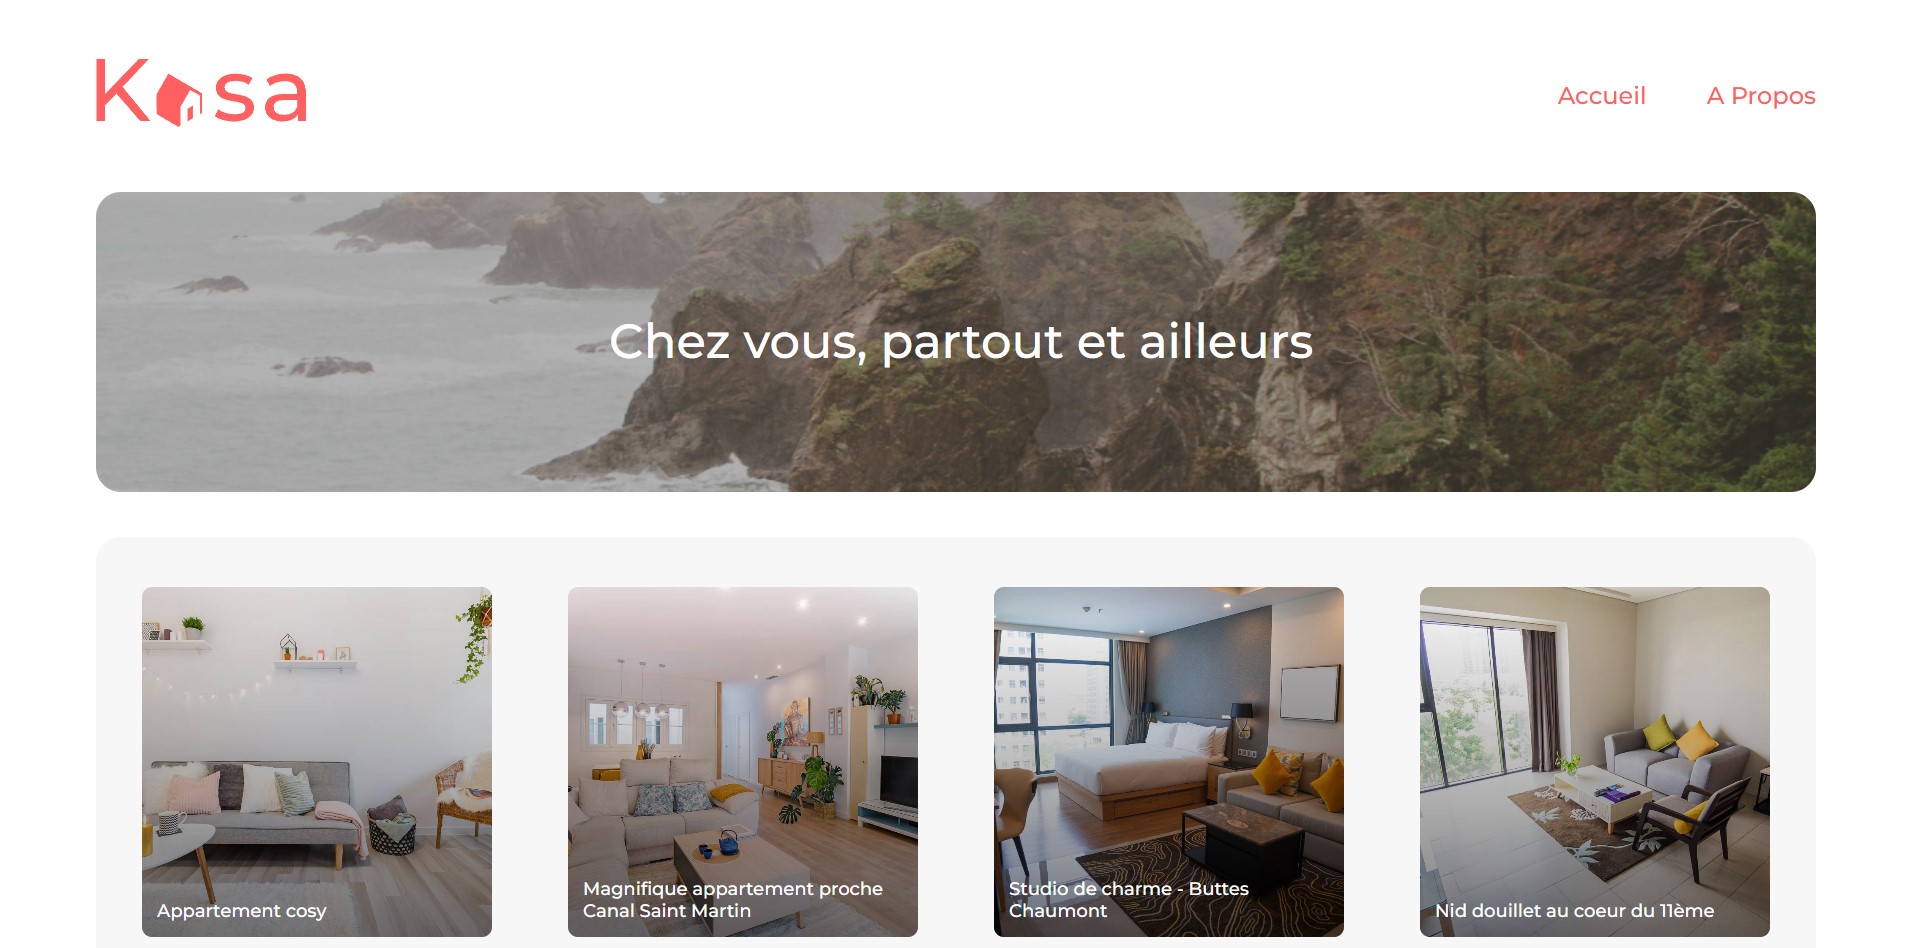 Kasa
Accueil
A Propos
Chez vous, partout et ailleurs
Appartement cosy
Magnifique appartement proche
Canal Saint Martin
Studio de charme - Buttes
Chaumont
Nid douillet au coeur du 11ème